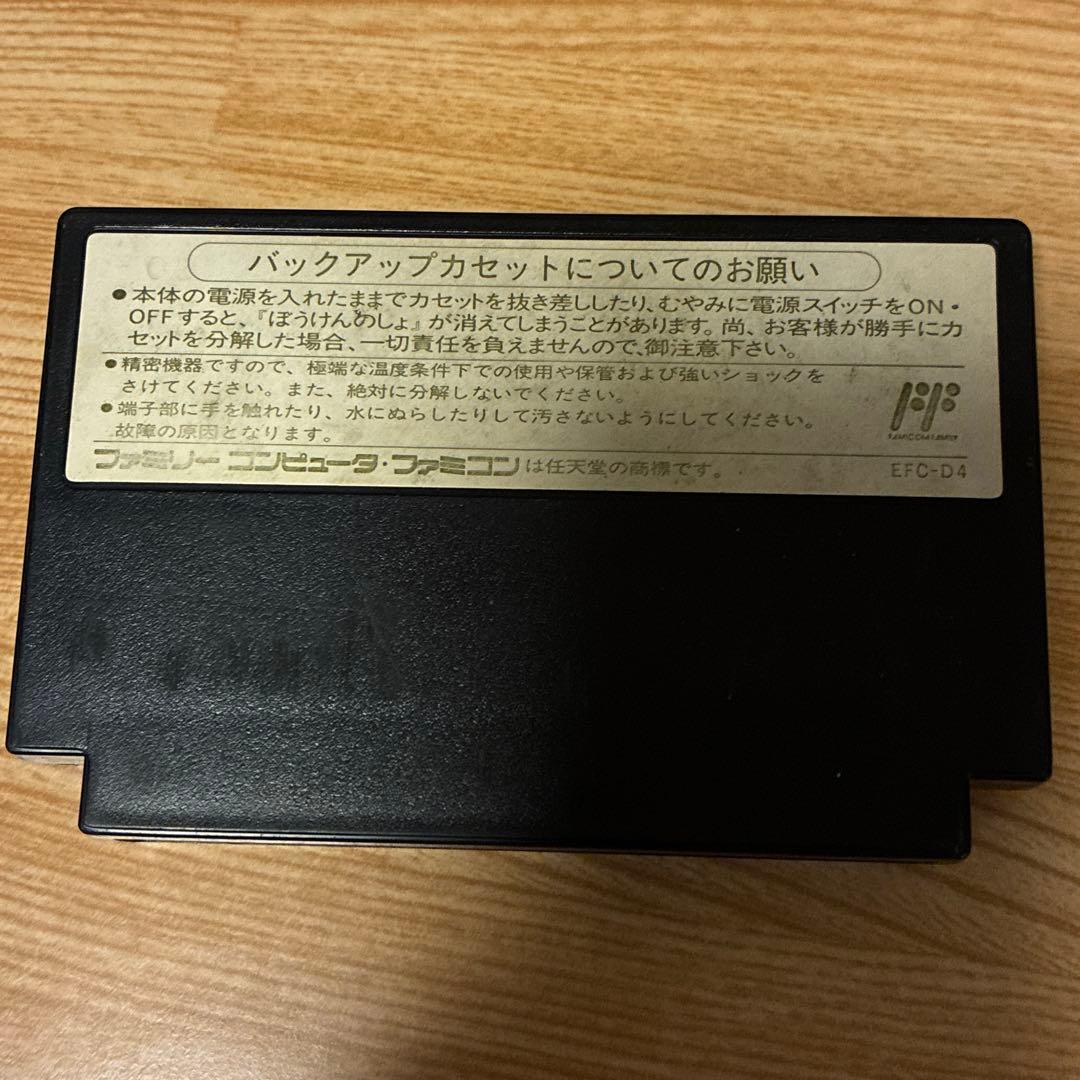 バックアップカセットについてのお願い
●本体の電源を入れたままでカセットを抜き差ししたり、むやみに電源スイッチをON・
OFFすると、『ぼうけんのしょ』が消えてしまうことがあります。尚、お客様が勝手にカ
セットを分解した場合、一切責任を負えませんので、御注意下さい。
●精密機器ですので、極端な温度条件下での使用や保管および強いショックを
さけてください。また、絶対に分解しないでください。
●端子部に手を触れたり、水にぬらしたりして汚さないようにしてください。
故障の原因となります。
FAMICOM FAMILY
ファミリーコンピュータ・ファミコンは任天堂の商標です。
EFC-D4